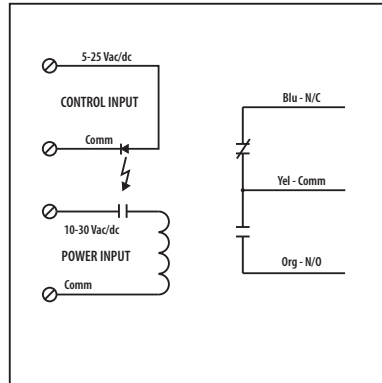 5-25 Vac/dc
CONTROL INPUT
Comm
10-30 Vac/dc
POWER INPUT
Comm
Blu - N/C
Yel - Comm
Org - N/O